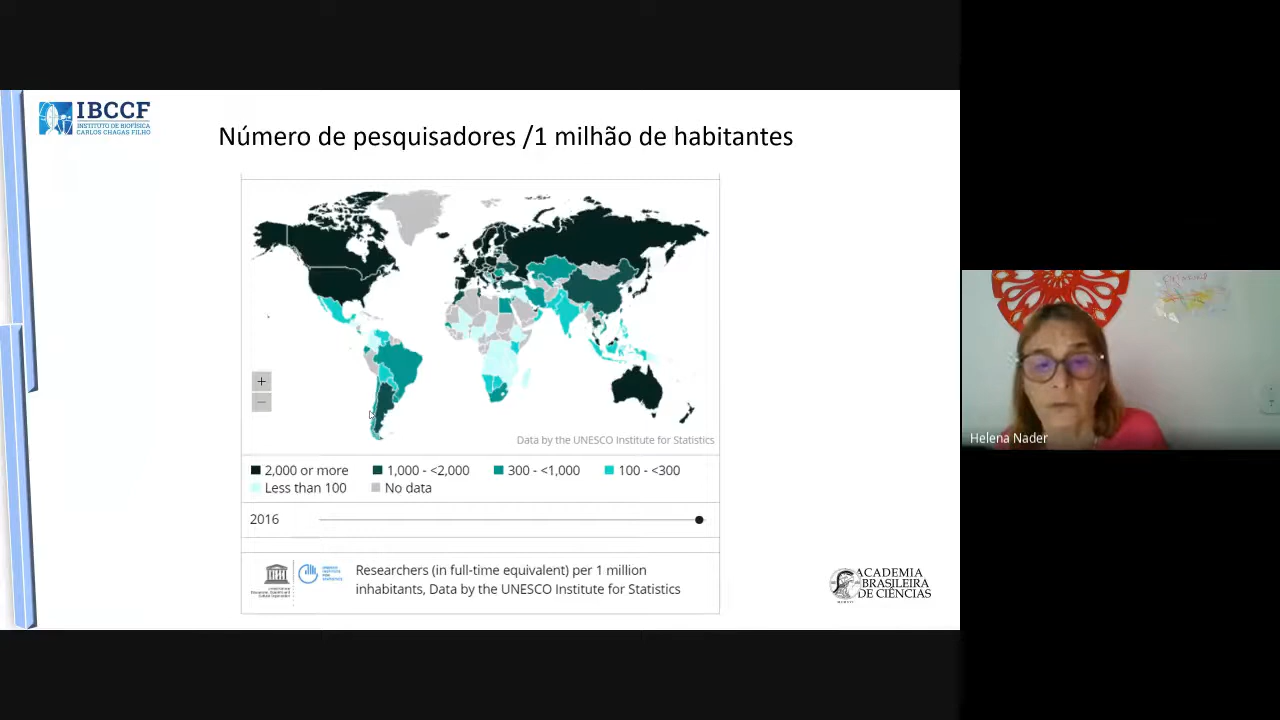 IBCCF
INSTITUTO DE BIOFÍSICA
CARLOS CHAGAS FILHO
Número de pesquisadores /1 milhão de habitantes
+
−
Data by the UNESCO Institute for Statistics
2,000 or more
1,000 - <2,000
300 - <1,000
100 - <300
Less than 100
No data
2016
Researchers (in full-time equivalent) per 1 million
inhabitants, Data by the UNESCO Institute for Statistics
ACADEMIA
BRASILEIRA
DE CIÊNCIAS
Helena Nader